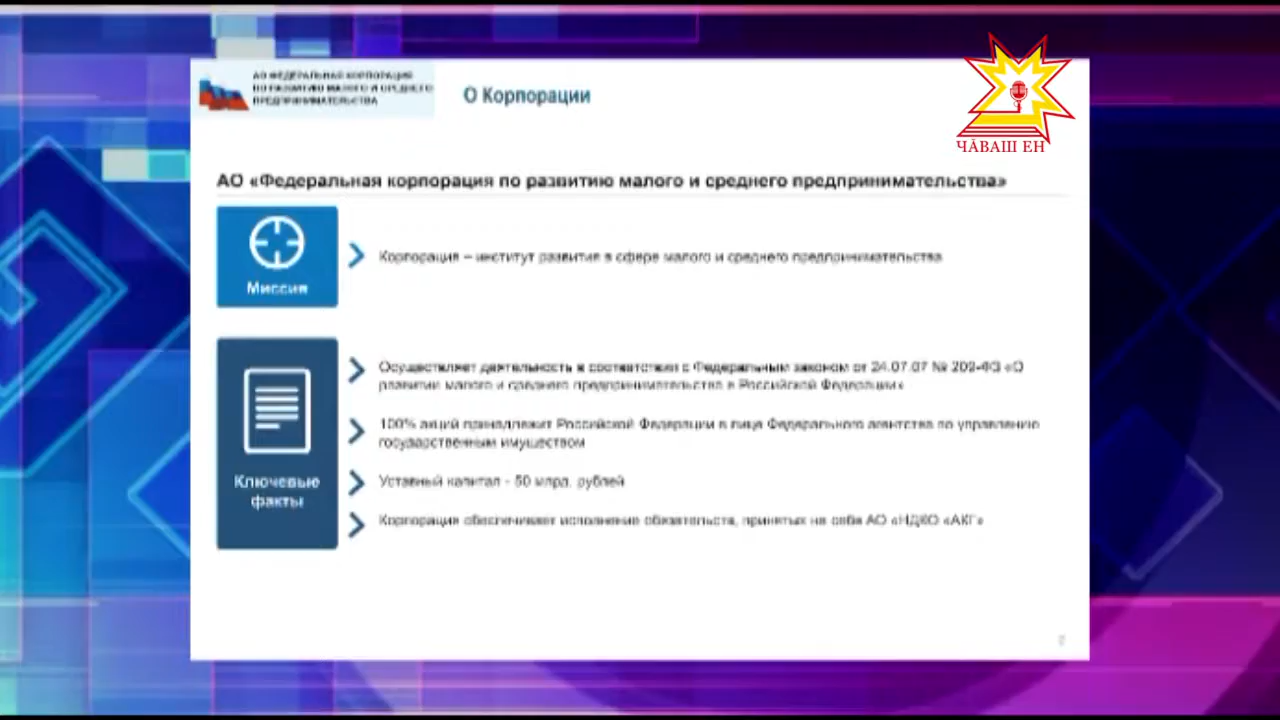 АО ФЕДЕРАЛЬНАЯ КОРПОРАЦИЯ
ПО РАЗВИТИЮ МАЛОГО И СРЕДНЕГО
ПРЕДПРИНИМАТЕЛЬСТВА
О Корпорации
ЧӐВАШ ЕН
АО «Федеральная корпорация по развитию малого и среднего предпринимательства»
Миссия
Корпорация – институт развития в сфере малого и среднего предпринимательства
Ключевые
факты
Осуществляет деятельность в соответствии с Федеральным законом от 24.07.07 № 209-ФЗ «О
развитии малого и среднего предпринимательства в Российской Федерации»
100% акций принадлежит Российской Федерации в лице Федерального агентства по управлению
государственным имуществом
Уставный капитал - 50 млрд. рублей
Корпорация обеспечивает исполнение обязательств, принятых на себя АО «НДКО «АКГ»